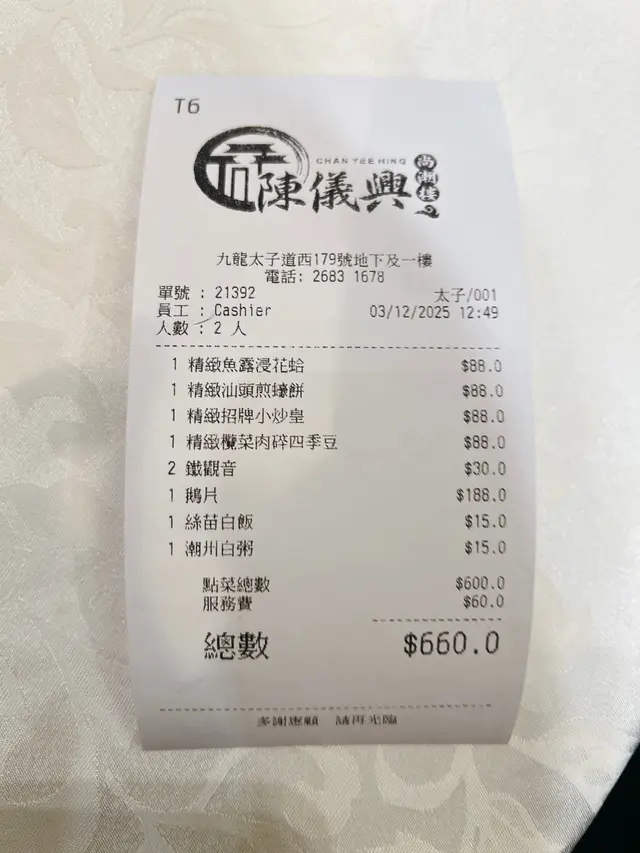 T6
CHAN YEE HING
陳儀興
尚潮樓
九龍太子道西179號地下及一樓
電話: 2683 1678
單號 : 21392 太子/001
員工 : Cashier 03/12/2025 12:49
人數 : 2 人
1 精緻魚露浸花蛤 $88.0
1 精緻汕頭煎蠔餅 $88.0
1 精緻招牌小炒皇 $88.0
1 精緻欖菜肉碎四季豆 $88.0
2 鐵觀音 $30.0
1 鵝片 $188.0
1 絲苗白飯 $15.0
1 潮州白粥 $15.0
點菜總數 $600.0
服務費 $60.0
總數 $660.0
多謝惠顧 請再光臨